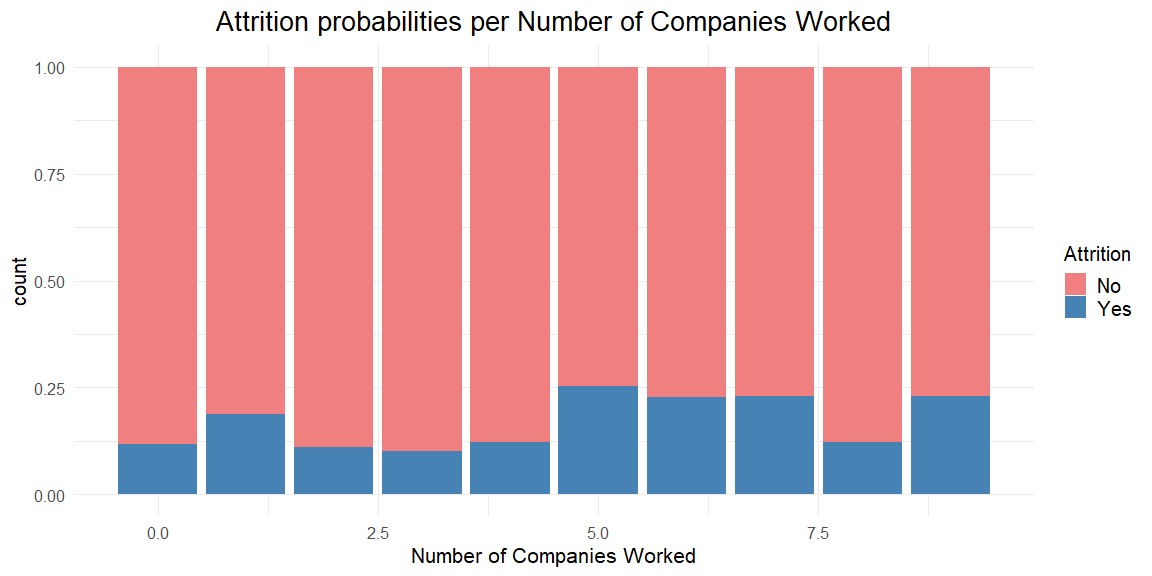 Attrition probabilities per Number of Companies Worked
1.00
0.75
0.50
0.25
0.00
count
0.0 2.5 5.0 7.5
Number of Companies Worked
Attrition
No
Yes